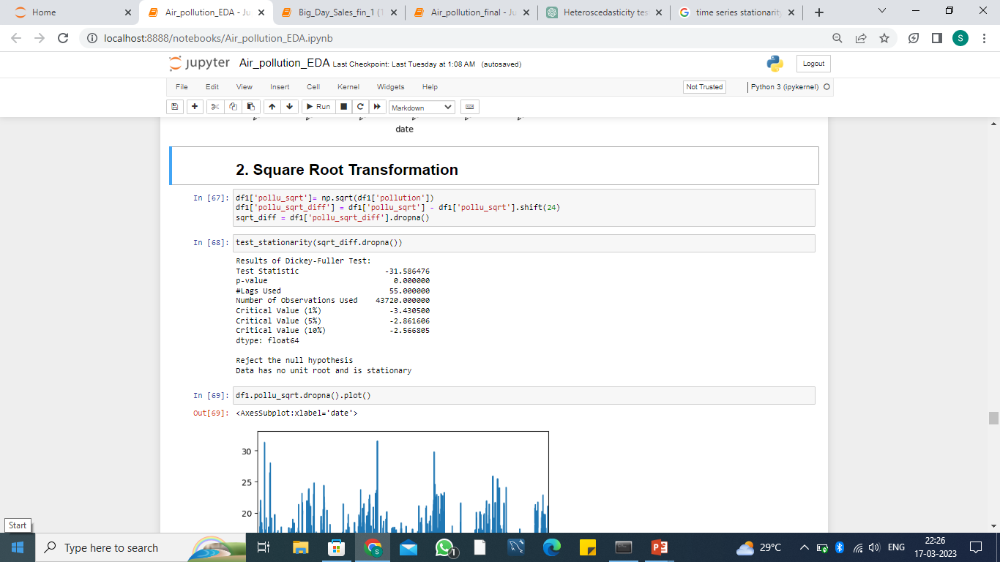 Home
Air_pollution_EDA - Ju
Big_Day_Sales_fin_1 (1
Air_pollution_final - Ju
Heteroscedasticity tes
time series stationarity
localhost:8888/notebooks/Air_pollution_EDA.ipynb
S
jupyter Air_pollution_EDA Last Checkpoint: Last Tuesday at 1:08 AM (autosaved)
Logout
File Edit View Insert Cell Kernel Widgets Help
Not Trusted
Python 3 (ipykernel)
Run
Markdown
date
2. Square Root Transformation
In [67]: df1['pollu_sqrt']= np.sqrt(df1['pollution'])
df1['pollu_sqrt_diff'] = df1['pollu_sqrt'] - df1['pollu_sqrt'].shift(24)
sqrt_diff = df1['pollu_sqrt_diff'].dropna()
In [68]: test_stationarity(sqrt_diff.dropna())
Results of Dickey-Fuller Test:
Test Statistic -31.586476
p-value 0.000000
#Lags Used 55.000000
Number of Observations Used 43720.000000
Critical Value (1%) -3.430500
Critical Value (5%) -2.861606
Critical Value (10%) -2.566805
dtype: float64
Reject the null hypothesis
Data has no unit root and is stationary
In [69]: df1.pollu_sqrt.dropna().plot()
Out[69]: <AxesSubplot:xlabel='date'>
30
25
20
Start
Type here to search
S
1
29°C
ENG
22:26
17-03-2023